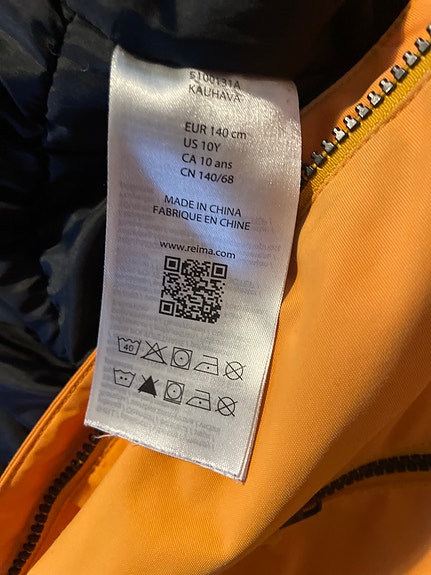 6100131A
KAUHAVA
EUR 140 cm
US 10Y
CA 10 ans
CN 140/68
MADE IN CHINA
FABRIQUE EN CHINE
www.reima.com
40